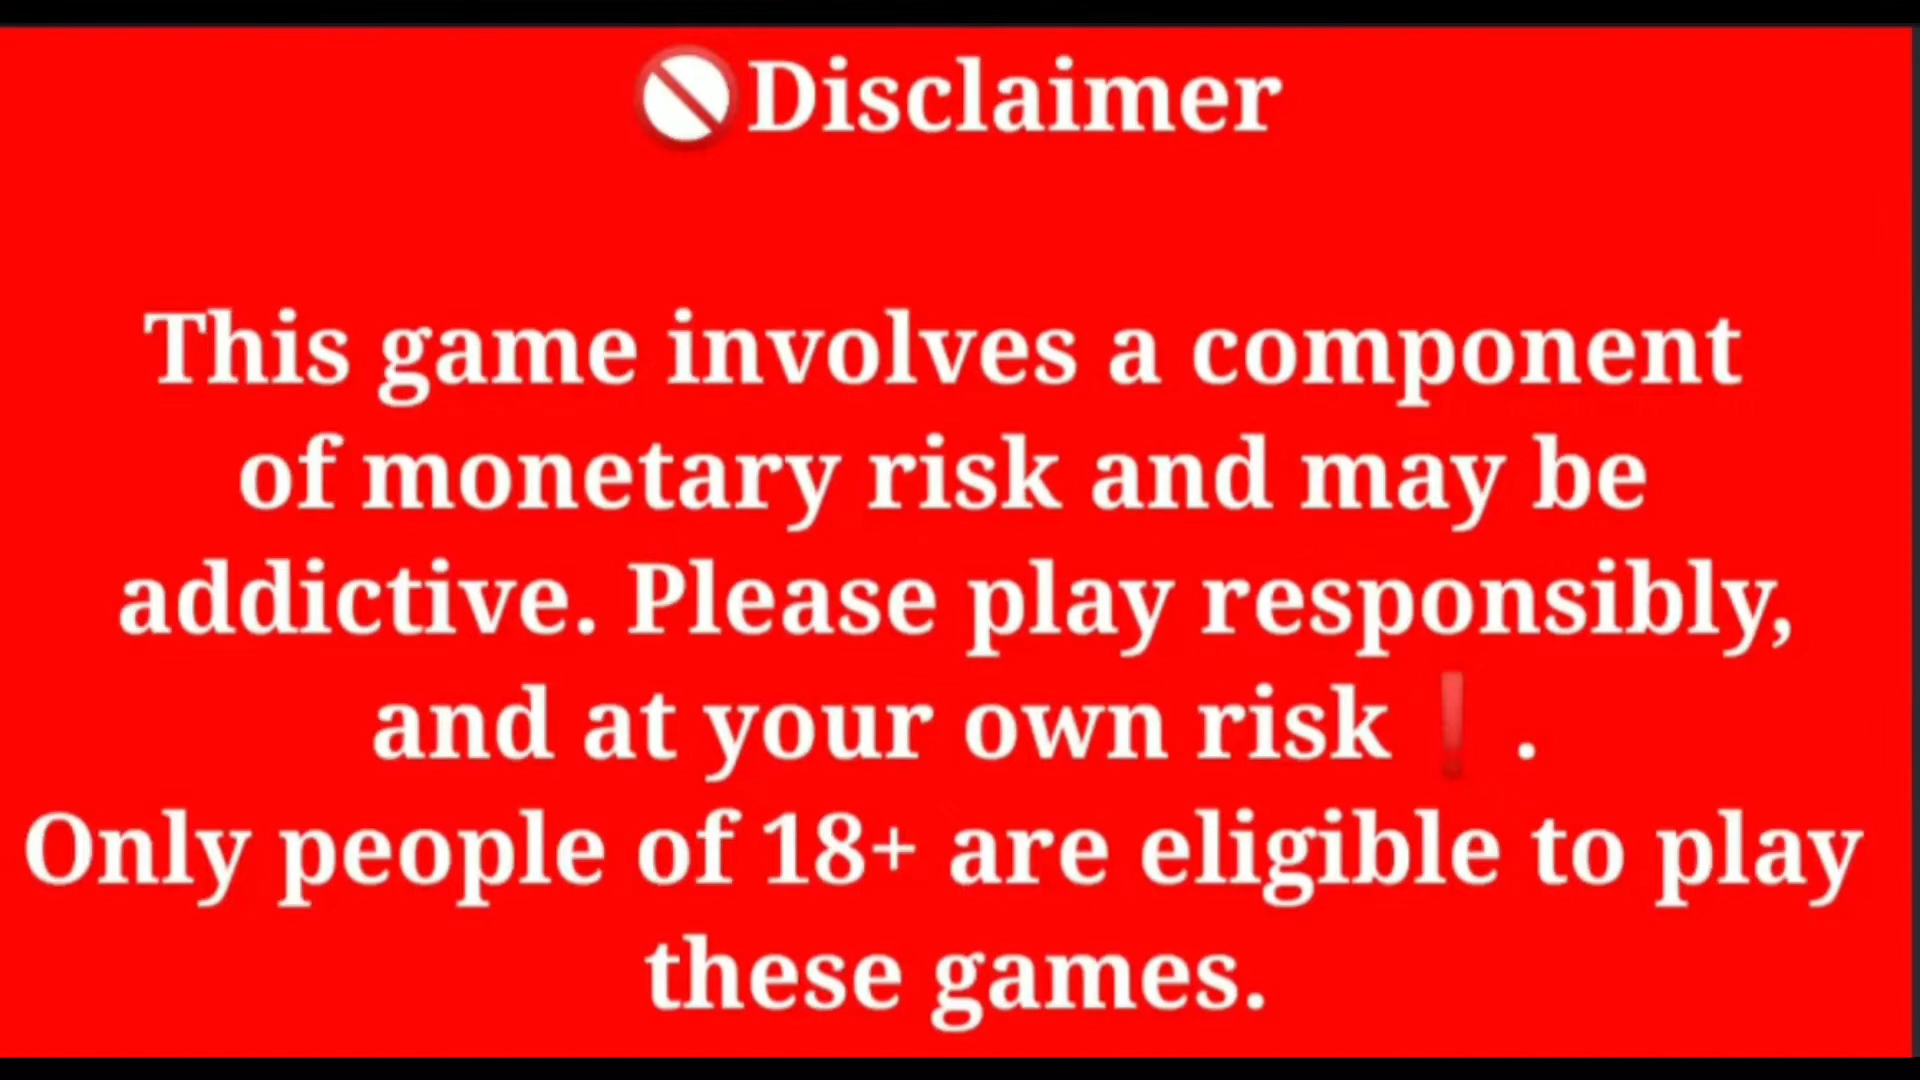 🚫Disclaimer
This game involves a component
of monetary risk and may be
addictive. Please play responsibly,
and at your own risk❗.
Only people of 18+ are eligible to play
these games.